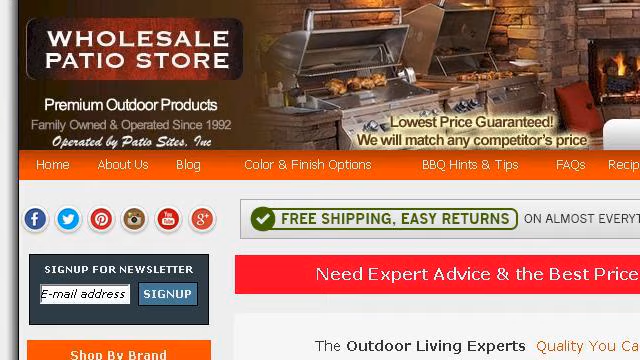 WHOLESALE
PATIO STORE
Premium Outdoor Products
Family Owned & Operated Since 1992
Operated by Patio Sites, Inc
Lowest Price Guaranteed!
We will match any competitor's price
Home About Us Blog Color & Finish Options BBQ Hints & Tips FAQs Recip
FREE SHIPPING, EASY RETURNS ON ALMOST EVERYT
SIGNUP FOR NEWSLETTER
E-mail address SIGNUP
Need Expert Advice & the Best Price
Shop By Brand
The Outdoor Living Experts Quality You Ca